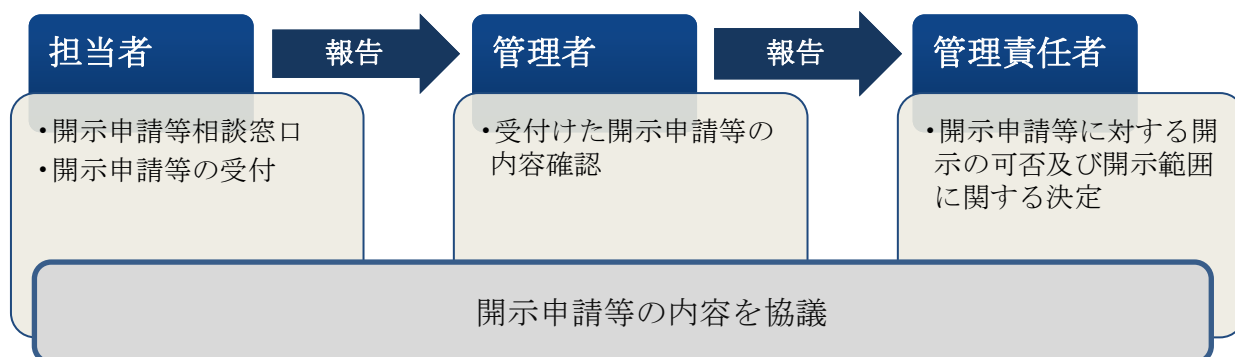 担当者
報告
管理者
報告
管理責任者
・開示申請等相談窓口
・開示申請等の受付
・受付けた開示申請等の
内容確認
・開示申請等に対する開
示の可否及び開示範囲
に関する決定
開示申請等の内容を協議